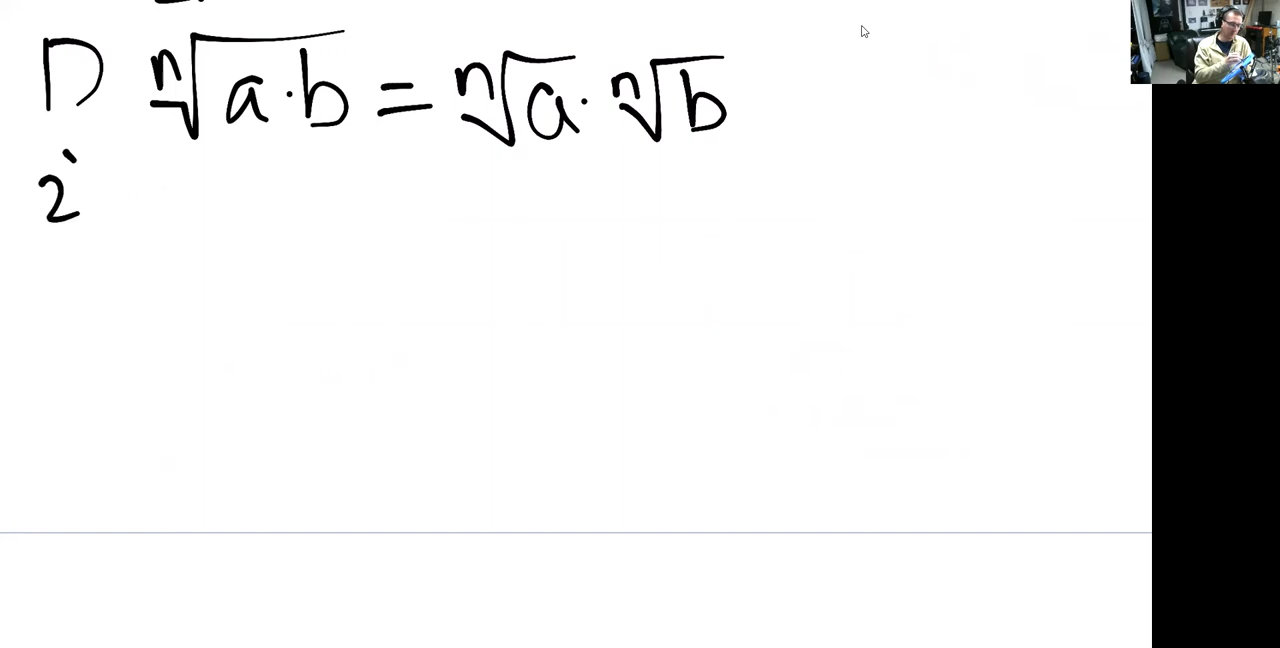 1) ⁿ√a·b = ⁿ√a · ⁿ√b
2